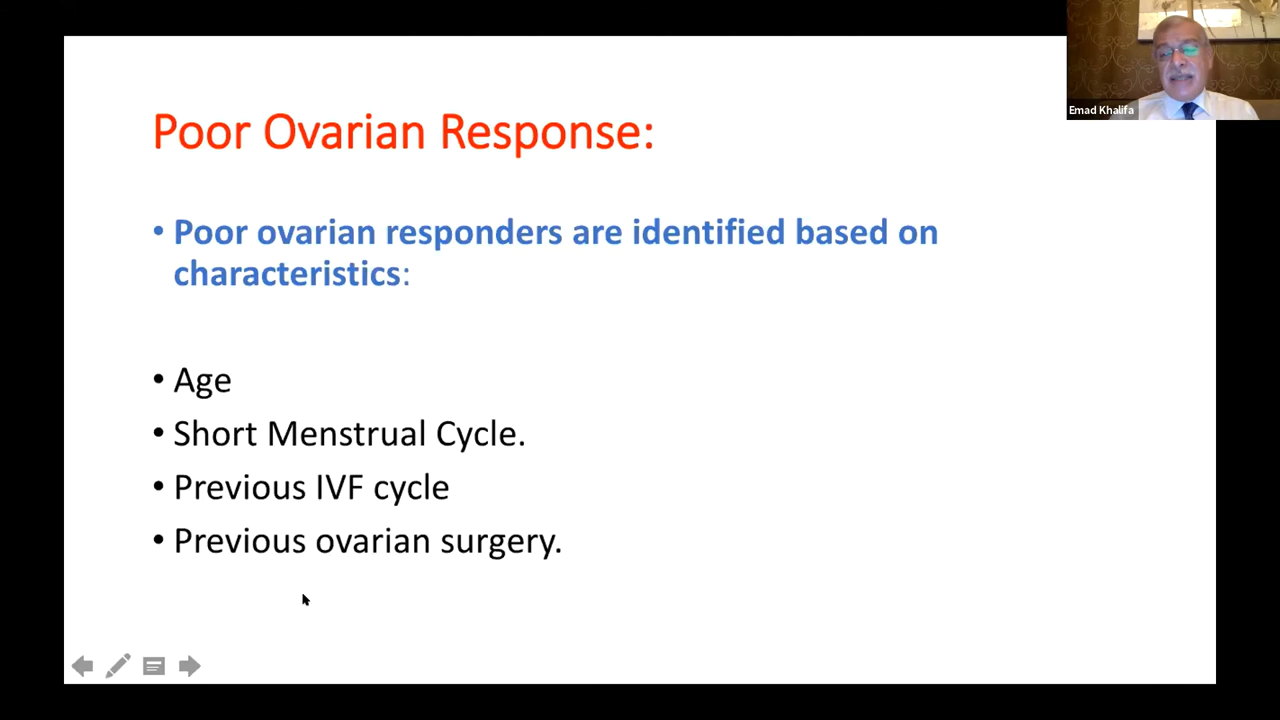 Emad Khalifa
Poor Ovarian Response:
• Poor ovarian responders are identified based on
characteristics:
• Age
• Short Menstrual Cycle.
• Previous IVF cycle
• Previous ovarian surgery.